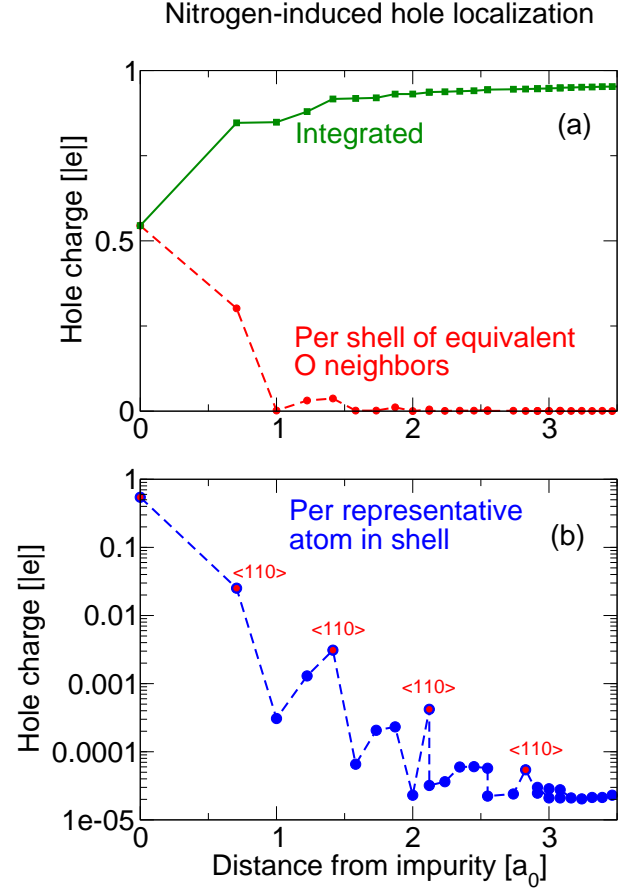 Nitrogen-induced hole localization
1
0.5
0
Hole charge [|e|]
(a)
Integrated
Per shell of equivalent
O neighbors
0 1 2 3
1
0.1
0.01
0.001
0.0001
1e-05
Hole charge [|e|]
Per representative
atom in shell
(b)
<110>
<110>
<110>
<110>
0 1 2 3
Distance from impurity [a₀]